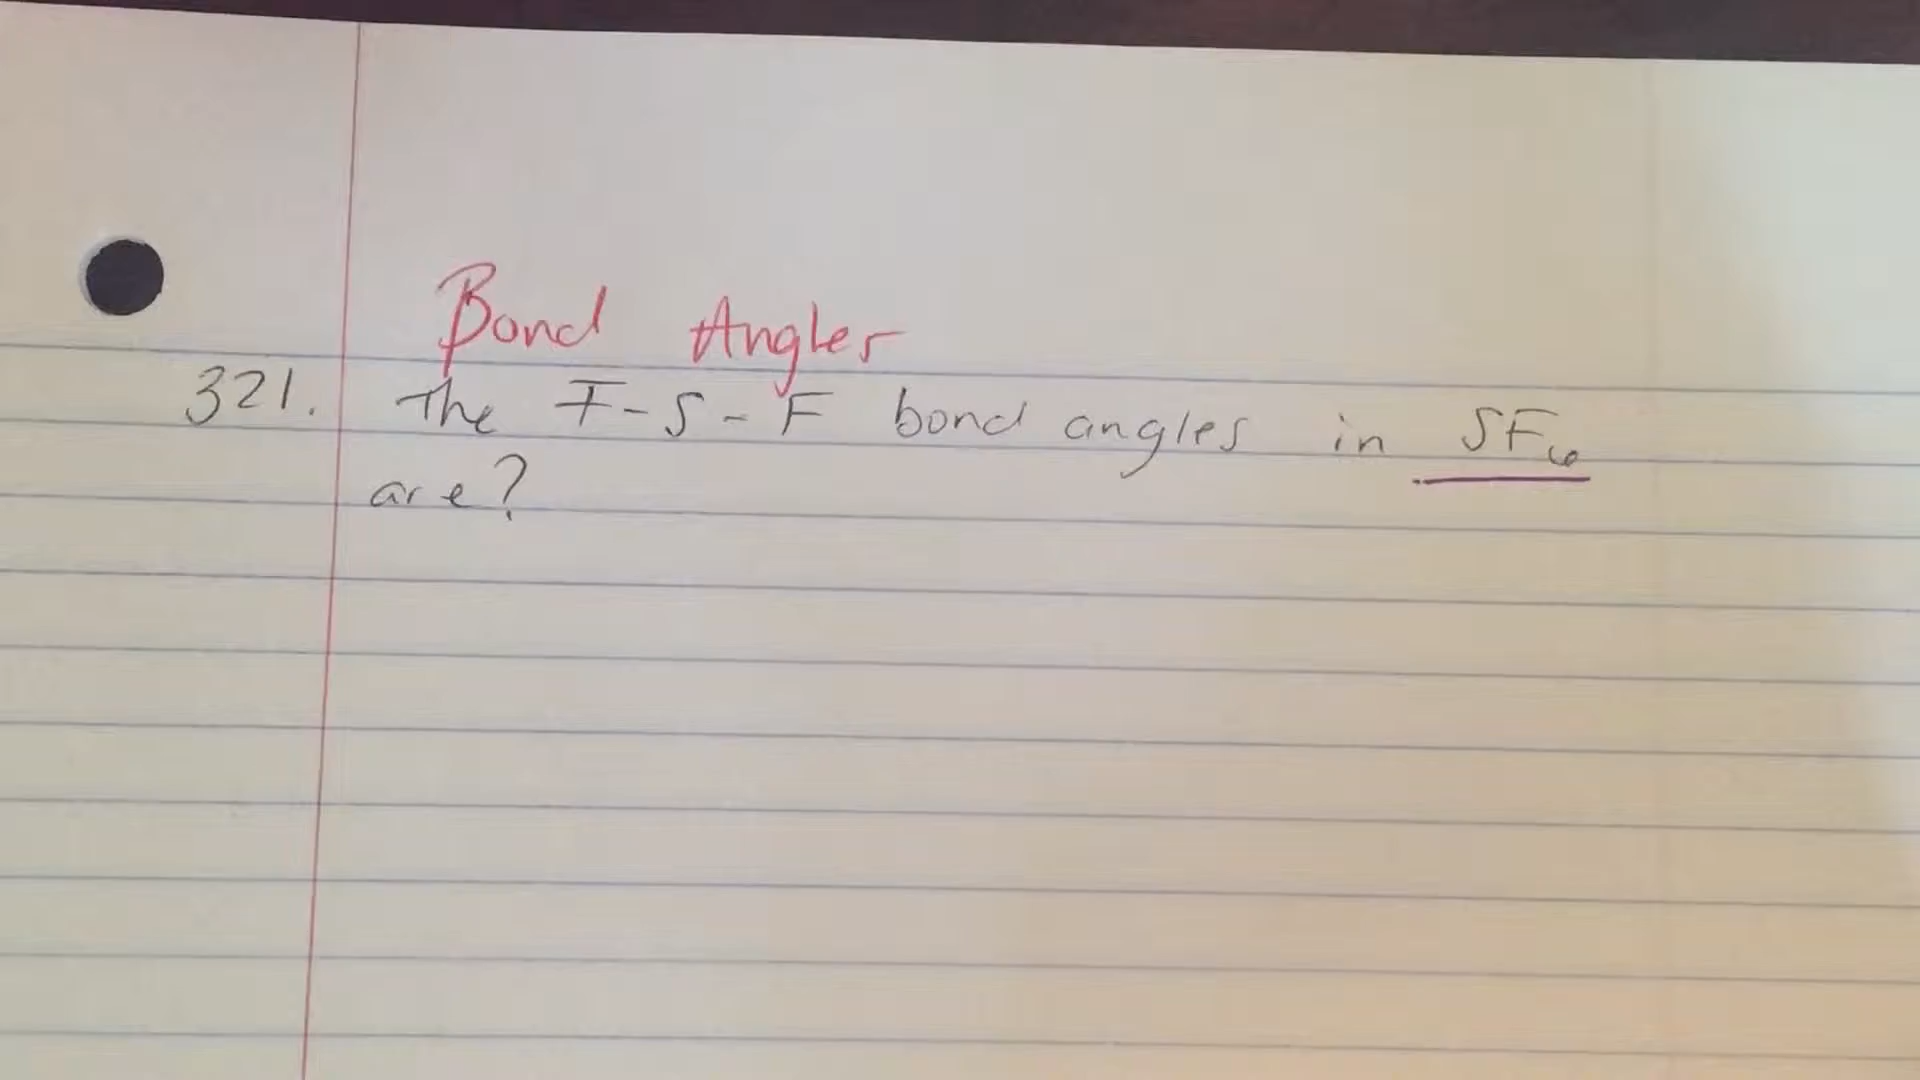 Bond Angles
321. The F-S-F bond angles in SF₆
are?